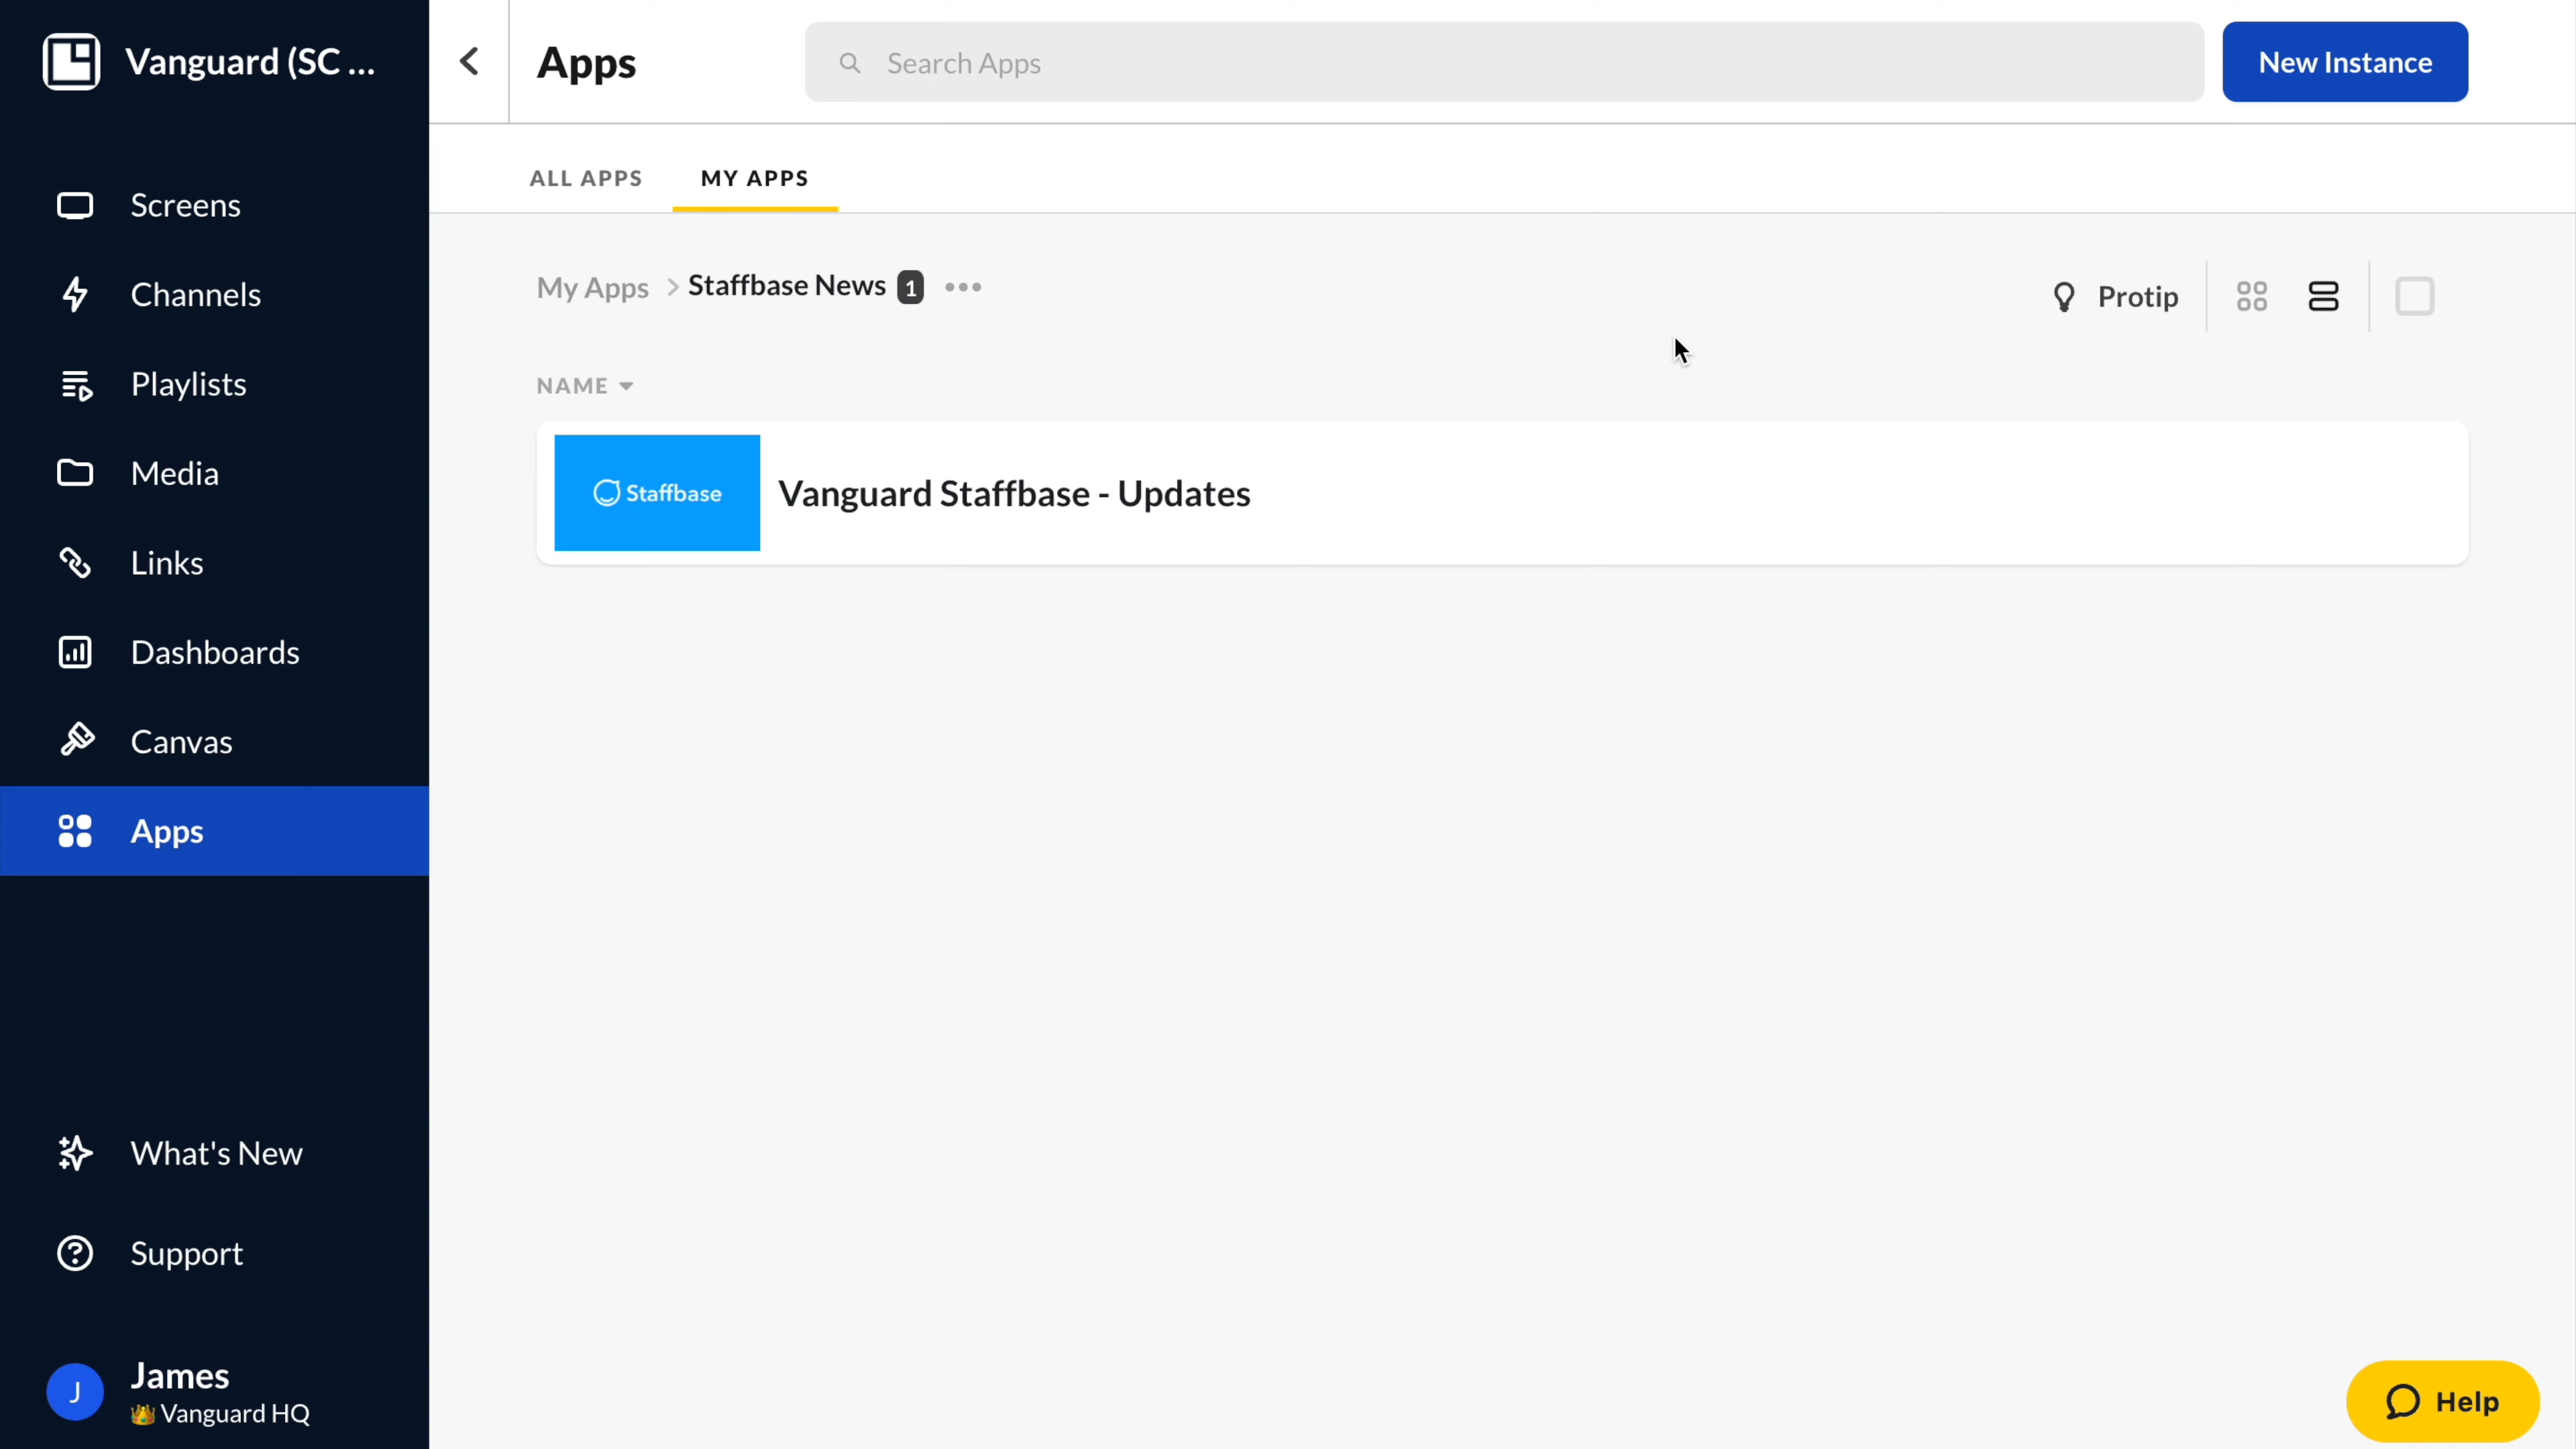 Vanguard (SC ...
Apps
Search Apps
New Instance
ALL APPS
MY APPS
Screens
Channels
Playlists
Media
Links
Dashboards
Canvas
Apps
What's New
Support
J
James
Vanguard HQ
My Apps > Staffbase News 1 •••
Protip
NAME
Staffbase
Vanguard Staffbase - Updates
Help